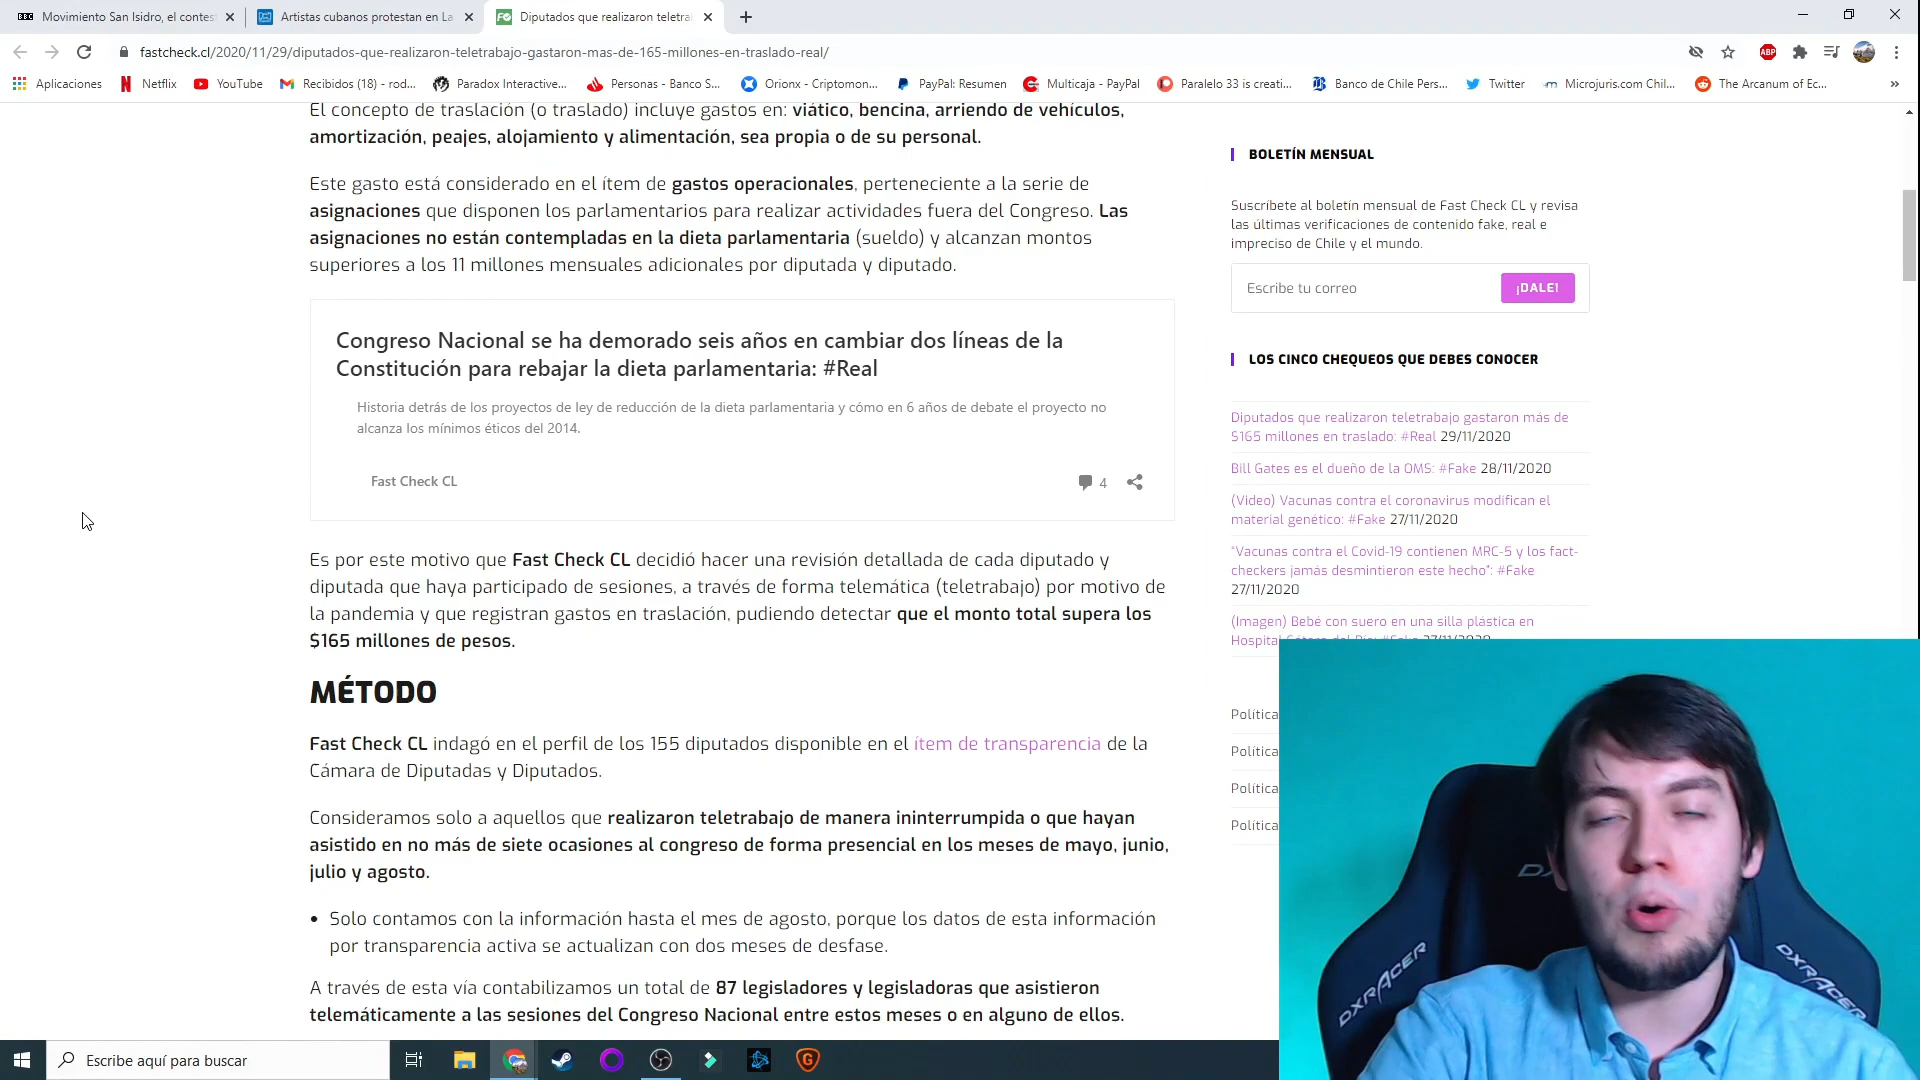 Movimiento San Isidro, el contes
Artistas cubanos protestan en La
Diputados que realizaron teletra
fastcheck.cl/2020/11/29/diputados-que-realizaron-teletrabajo-gastaron-mas-de-165-millones-en-traslado-real/
Aplicaciones
Netflix
YouTube
Recibidos (18) - rod...
Paradox Interactive...
Personas - Banco S...
Orionx - Criptomon...
PayPal: Resumen
Multicaja - PayPal
Paralelo 33 is creati...
Banco de Chile Pers...
Twitter
Microjuris.com Chil...
The Arcanum of Ec...
»
El concepto de traslación (o traslado) incluye gastos en: viático, bencina, arriendo de vehículos,
amortización, peajes, alojamiento y alimentación, sea propia o de su personal.
Este gasto está considerado en el ítem de gastos operacionales, perteneciente a la serie de
asignaciones que disponen los parlamentarios para realizar actividades fuera del Congreso. Las
asignaciones no están contempladas en la dieta parlamentaria (sueldo) y alcanzan montos
superiores a los 11 millones mensuales adicionales por diputada y diputado.
Congreso Nacional se ha demorado seis años en cambiar dos líneas de la
Constitución para rebajar la dieta parlamentaria: #Real
Historia detrás de los proyectos de ley de reducción de la dieta parlamentaria y cómo en 6 años de debate el proyecto no
alcanza los mínimos éticos del 2014.
Fast Check CL
4
Es por este motivo que Fast Check CL decidió hacer una revisión detallada de cada diputado y
diputada que haya participado de sesiones, a través de forma telemática (teletrabajo) por motivo de
la pandemia y que registran gastos en traslación, pudiendo detectar que el monto total supera los
$165 millones de pesos.
MÉTODO
Fast Check CL indagó en el perfil de los 155 diputados disponible en el ítem de transparencia de la
Cámara de Diputadas y Diputados.
Consideramos solo a aquellos que realizaron teletrabajo de manera ininterrumpida o que hayan
asistido en no más de siete ocasiones al congreso de forma presencial en los meses de mayo, junio,
julio y agosto.
• Solo contamos con la información hasta el mes de agosto, porque los datos de esta información
por transparencia activa se actualizan con dos meses de desfase.
A través de esta vía contabilizamos un total de 87 legisladores y legisladoras que asistieron
telemáticamente a las sesiones del Congreso Nacional entre estos meses o en alguno de ellos.
BOLETÍN MENSUAL
Suscríbete al boletín mensual de Fast Check CL y revisa
las últimas verificaciones de contenido fake, real e
impreciso de Chile y el mundo.
Escribe tu correo
¡DALE!
LOS CINCO CHEQUEOS QUE DEBES CONOCER
Diputados que realizaron teletrabajo gastaron más de
$165 millones en traslado: #Real 29/11/2020
Bill Gates es el dueño de la OMS: #Fake 28/11/2020
(Video) Vacunas contra el coronavirus modifican el
material genético: #Fake 27/11/2020
"Vacunas contra el Covid-19 contienen MRC-5 y los fact-
checkers jamás desmintieron este hecho": #Fake
27/11/2020
(Imagen) Bebé con suero en una silla plástica en
Hospital
Política
Política
Política
Política
DXRACER
DXRACER
Escribe aquí para buscar